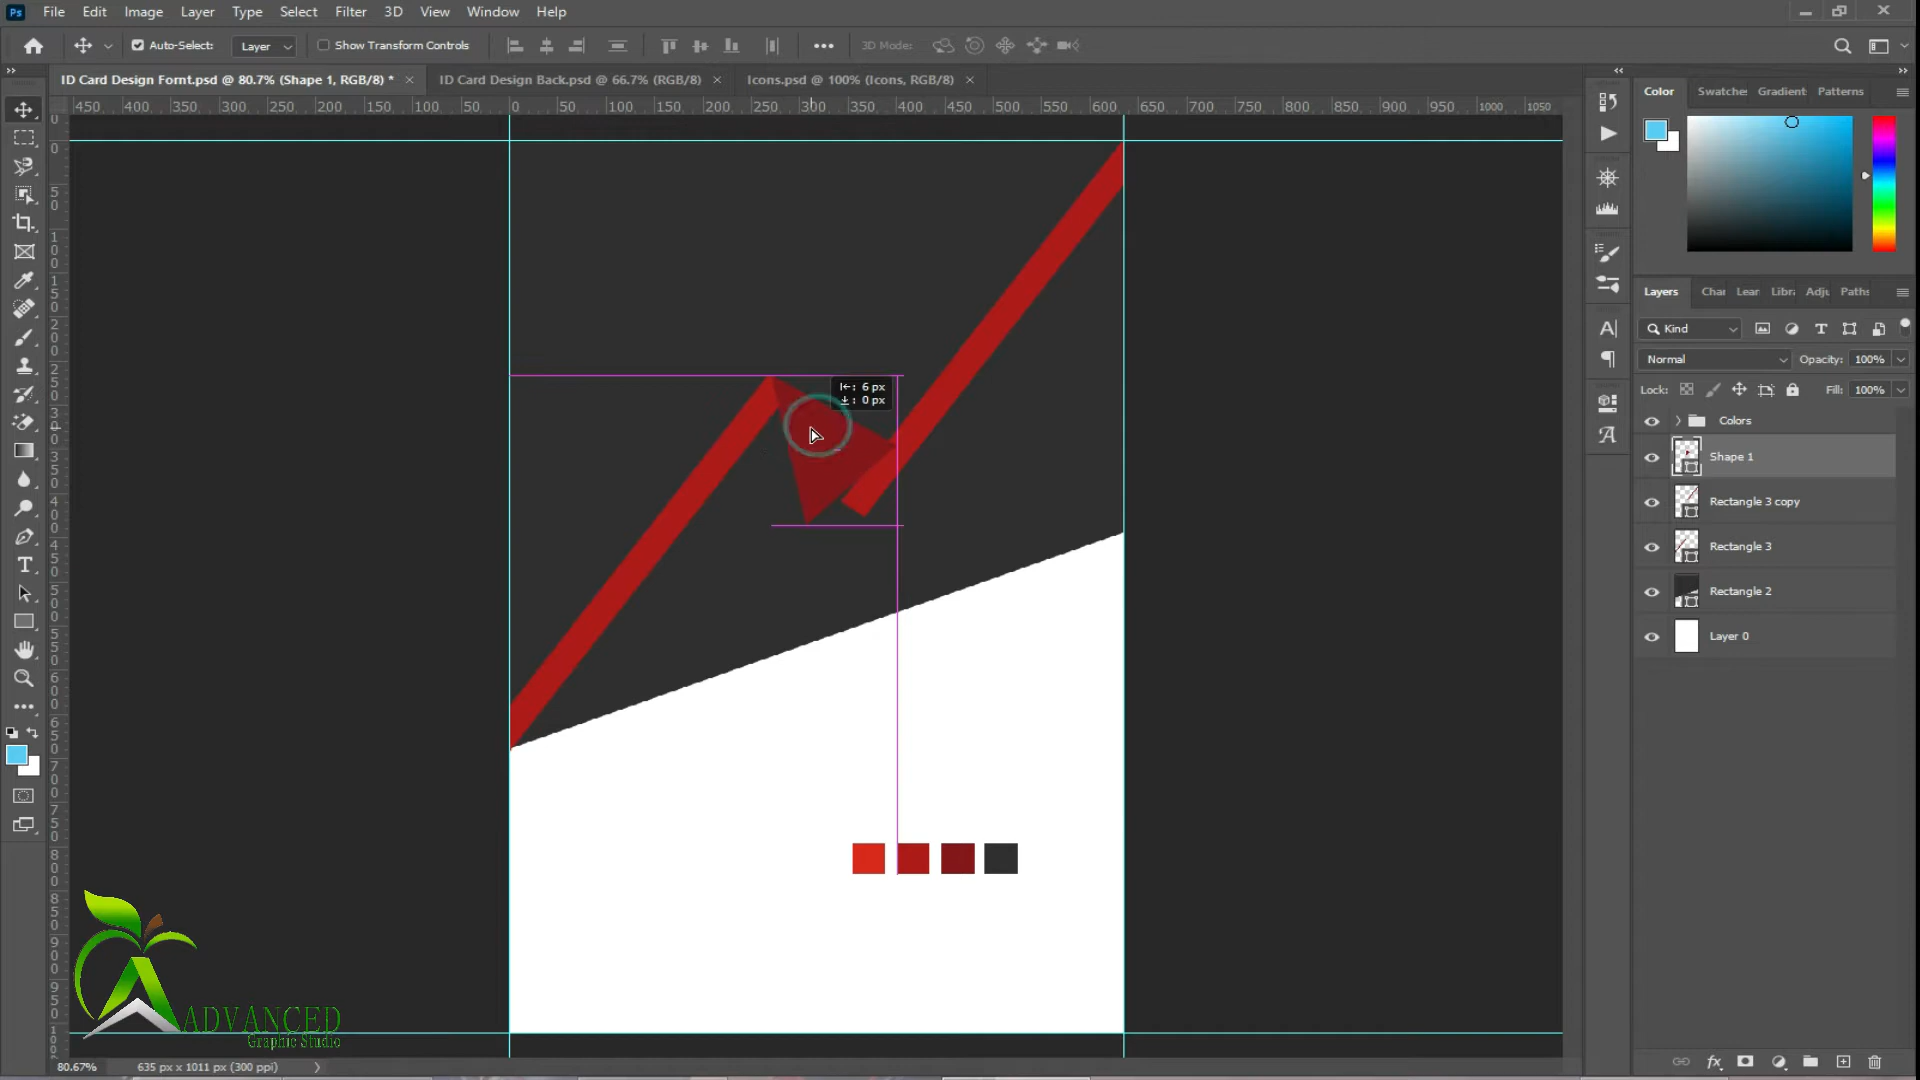 Ps File Edit Image Layer Type Select Filter 3D View Window Help
Auto-Select: Layer Show Transform Controls 3D Mode:
ID Card Design Fornt.psd @ 80.7% (Shape 1, RGB/8) * ID Card Design Back.psd @ 66.7% (RGB/8) Icons.psd @ 100% (Icons, RGB/8)
450 400 350 300 250 200 150 100 50 0 50 100 150 200 250 300 350 400 450 500 550 600 650 700 750 800 850 900 950 1000 1050
Color Swatche Gradient Patterns
Layers Char Lear Libra Adju Paths
Kind
Normal Opacity: 100%
Lock: Fill: 100%
Colors
Shape 1
Rectangle 3 copy
Rectangle 3
Rectangle 2
Layer 0
: 6 px
: 0 px
ADVANCED
Graphic Studio
80.67% 635 px x 1011 px (300 ppi)